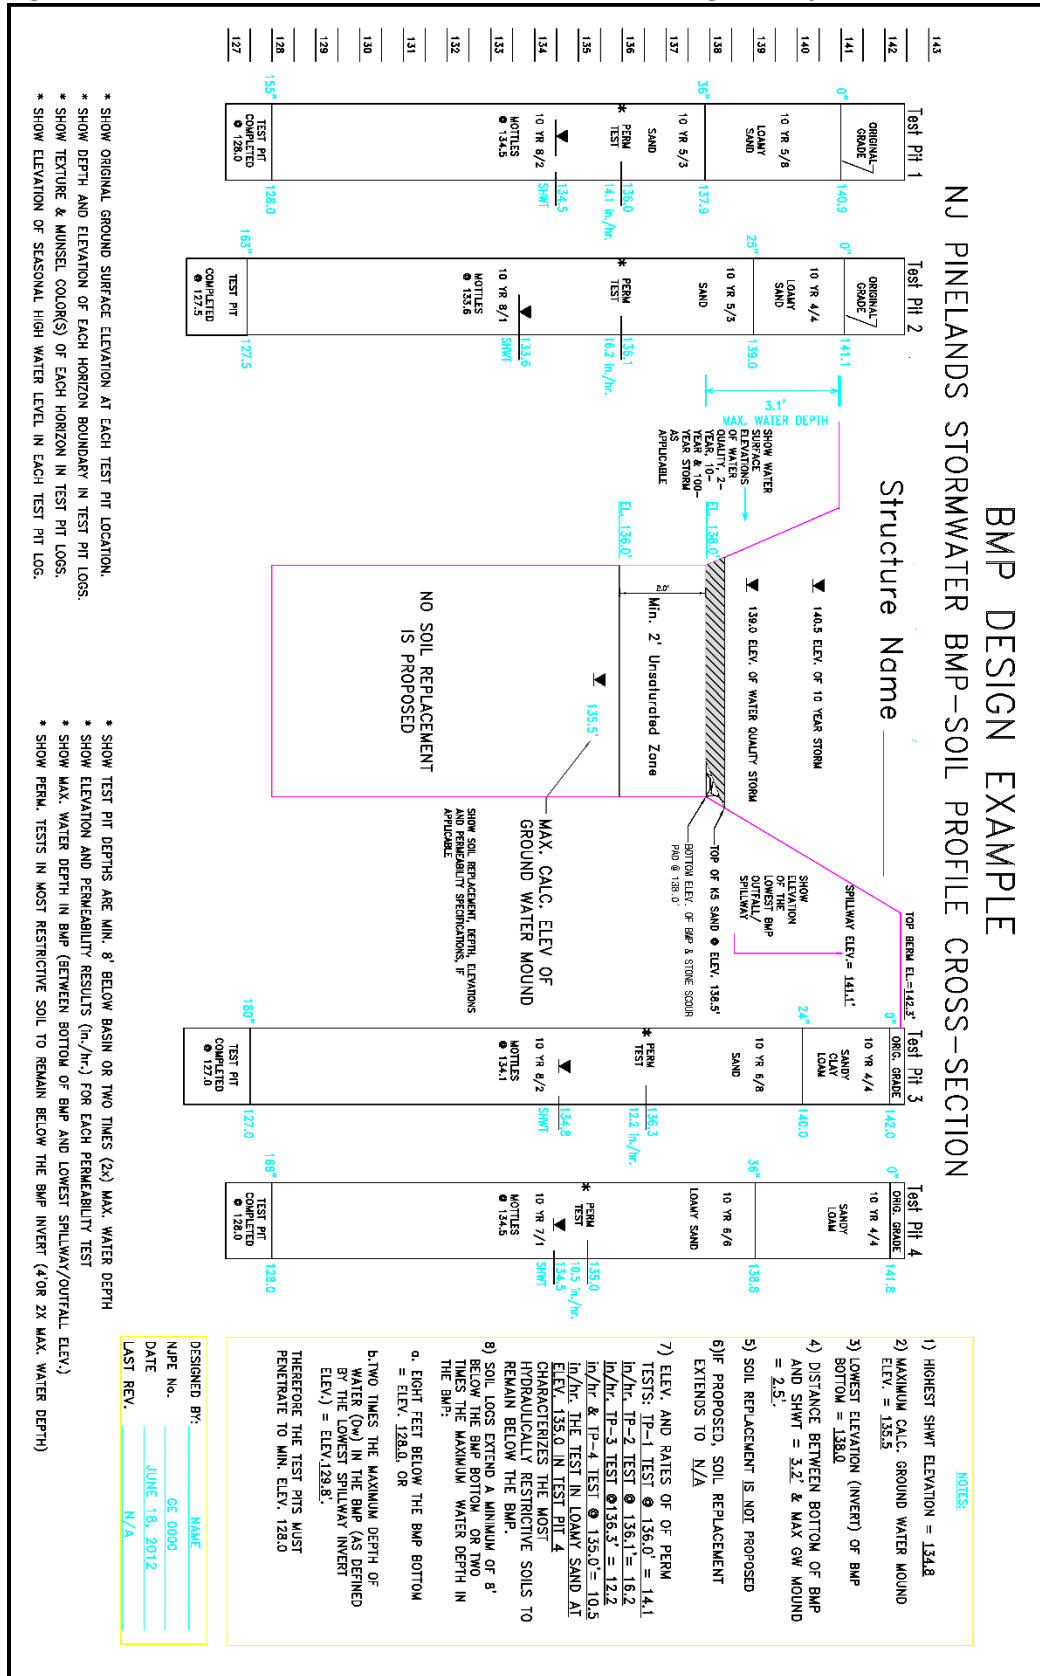 BMP DESIGN EXAMPLE
NJ PINELANDS STORMWATER BMP-SOIL PROFILE CROSS-SECTION
Structure Name
143
142
141
140
139
138
137
136
135
134
133
132
131
130
129
128
127
Test Pit 1
ORIGINAL
GRADE
0"
140.9
10 YR 5/8
LOAMY
SAND
36"
137.9
10 YR 5/3
SAND
* PERM
TEST
136.0
14.1 in./hr.
134.5
SHWT
10 YR 8/2
MOTTLES
@ 134.5
155"
128.0
TEST PIT
COMPLETED
@ 128.0
Test Pit 2
ORIGINAL
GRADE
0"
141.1
10 YR 4/4
LOAMY
SAND
25"
139.0
10 YR 5/3
SAND
* PERM
TEST
136.1
16.2 in./hr.
133.6
SHWT
10 YR 8/1
MOTTLES
@ 133.6
163"
127.5
TEST PIT
COMPLETED
@ 127.5
3.1'
MAX. WATER DEPTH
SHOW WATER
SURFACE
ELEVATIONS
OF WATER
QUALITY, 2-
YEAR, 10-
YEAR & 100-
YEAR STORM
AS
APPLICABLE
EL. 138.0'
EL. 136.0'
140.5 ELEV. OF 10 YEAR STORM
139.0 ELEV. OF WATER QUALITY STORM
2.0'
Min. 2' Unsaturated Zone
135.5'
NO SOIL REPLACEMENT
IS PROPOSED
TOP BERM EL.=142.3'
SPILLWAY ELEV.= 141.1'
SHOW
ELEVATION
OF THE
LOWEST BMP
OUTFALL/
SPILLWAY
TOP OF K5 SAND @ ELEV. 138.5'
BOTTOM ELEV. OF BMP & STONE SCOUR
PAD @ 138.0'
MAX. CALC. ELEV OF
GROUND WATER MOUND
SHOW SOIL REPLACEMENT, DEPTH, ELEVATIONS
AND PERMEABILITY SPECIFICATIONS, IF
APPLICABLE
Test Pit 3
ORIG. GRADE
0"
142.0
10 YR 4/4
SANDY
CLAY
LOAM
24"
140.0
10 YR 6/8
SAND
* PERM
TEST
136.3
12.2 in./hr.
134.8
SHWT
10 YR 8/2
MOTTLES
@ 134.1
180"
127.0
TEST PIT
COMPLETED
@ 127.0
Test Pit 4
ORIG. GRADE
0"
141.8
10 YR 4/4
SANDY
LOAM
36"
138.8
10 YR 6/6
LOAMY SAND
* PERM
TEST
135.0
10.5 in./hr.
134.5
SHWT
10 YR 7/1
MOTTLES
@ 134.5
166"
128.0
TEST PIT
COMPLETED
@ 128.0
* SHOW ORIGINAL GROUND SURFACE ELEVATION AT EACH TEST PIT LOCATION.
* SHOW DEPTH AND ELEVATION OF EACH HORIZON BOUNDARY IN TEST PIT LOGS.
* SHOW TEXTURE & MUNSEL COLOR(S) OF EACH HORIZON IN TEST PIT LOGS.
* SHOW ELEVATION OF SEASONAL HIGH WATER LEVEL IN EACH TEST PIT LOG.
* SHOW TEST PIT DEPTHS ARE MIN. 8' BELOW BASIN OR TWO TIMES (2x) MAX. WATER DEPTH
* SHOW ELEVATION AND PERMEABILITY RESULTS (in./hr.) FOR EACH PERMEABILITY TEST
* SHOW MAX. WATER DEPTH IN BMP (BETWEEN BOTTOM OF BMP AND LOWEST SPILLWAY/OUTFALL ELEV.)
* SHOW PERM. TESTS IN MOST RESTRICTIVE SOIL TO REMAIN BELOW THE BMP INVERT (4'OR 2X MAX. WATER DEPTH)
NOTES:
1) HIGHEST SHWT ELEVATION = 134.8
2) MAXIMUM CALC. GROUND WATER MOUND
ELEV. = 135.5
3) LOWEST ELEVATION (INVERT) OF BMP
BOTTOM = 138.0
4) DISTANCE BETWEEN BOTTOM OF BMP
AND SHWT = 3.2' & MAX GW MOUND
= 2.5'.
5) SOIL REPLACEMENT IS NOT PROPOSED
6)IF PROPOSED, SOIL REPLACEMENT
EXTENDS TO N/A
7) ELEV. AND RATES OF OF PERM
TESTS: TP-1 TEST @ 136.0' = 14.1
in/hr. TP-2 TEST @ 136.1'= 16.2
in/hr. TP-3 TEST @136.3' = 12.2
in/hr & TP-4 TEST @ 135.0'= 10.5
in/hr. THE TEST IN LOAMY SAND AT
ELEV. 135.0 IN TEST PIT 4
CHARACTERIZES THE MOST
HYDRAULICALLY RESTRICTIVE SOILS TO
REMAIN BELOW THE BMP.
8) SOIL LOGS EXTEND A MINIMUM OF 8'
BELOW THE BMP BOTTOM OR TWO
TIMES THE MAXIMUM WATER DEPTH IN
THE BMP:
a. EIGHT FEET BELOW THE BMP BOTTOM
= ELEV. 128.0, OR
b.TWO TIMES THE MAXIMUM DEPTH OF
WATER (Dw) IN THE BMP (AS DEFINED
BY THE LOWEST SPILLWAY INVERT
ELEV.) = ELEV.129.8'.
THEREFORE THE TEST PITS MUST
PENETRATE TO MIN. ELEV. 128.0
DESIGNED BY: NAME
NJPE No. GE 0000
DATE JUNE 18, 2012
LAST REV. N/A